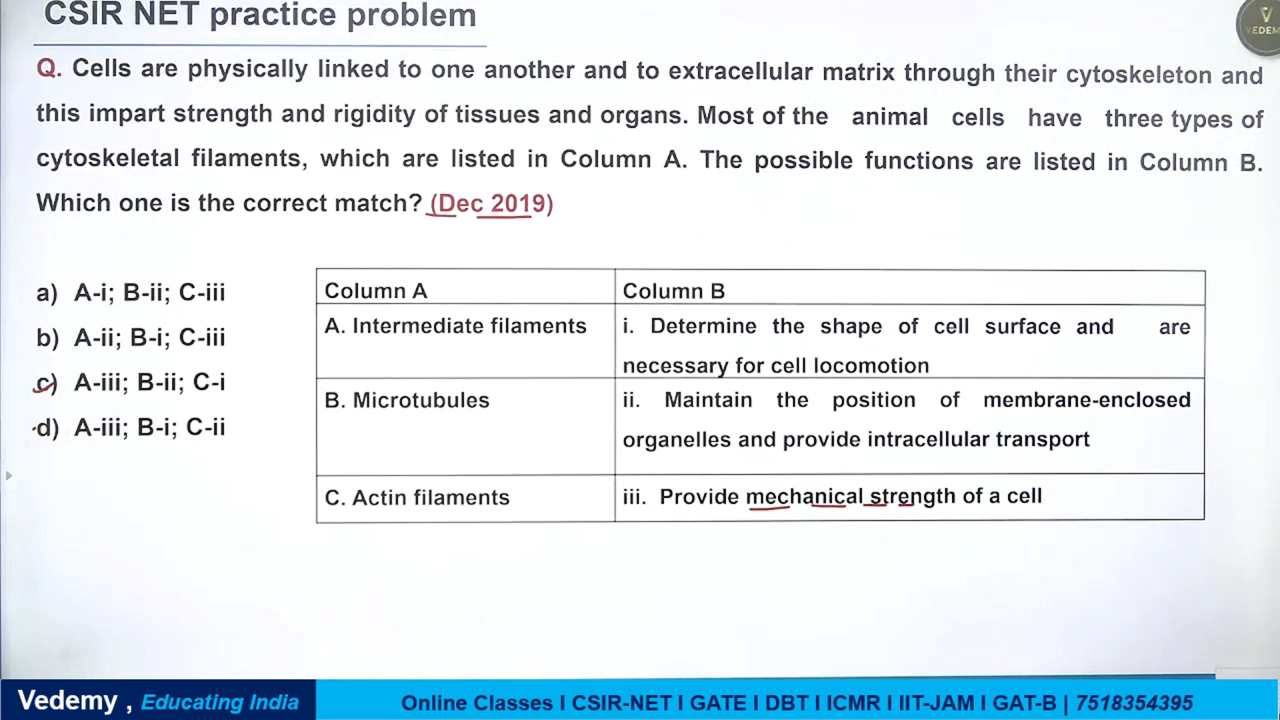 CSIR NET practice problem
V
VEDEM
Q. Cells are physically linked to one another and to extracellular matrix through their cytoskeleton and
this impart strength and rigidity of tissues and organs. Most of the animal cells have three types of
cytoskeletal filaments, which are listed in Column A. The possible functions are listed in Column B.
Which one is the correct match? (Dec 2019)
a) A-i; B-ii; C-iii
b) A-ii; B-i; C-iii
c) A-iii; B-ii; C-i
d) A-iii; B-i; C-ii
Column A
Column B
A. Intermediate filaments
i. Determine the shape of cell surface and are
necessary for cell locomotion
B. Microtubules
ii. Maintain the position of membrane-enclosed
organelles and provide intracellular transport
C. Actin filaments
iii. Provide mechanical strength of a cell
Vedemy , Educating India
Online Classes I CSIR-NET I GATE I DBT I ICMR I IIT-JAM I GAT-B | 7518354395